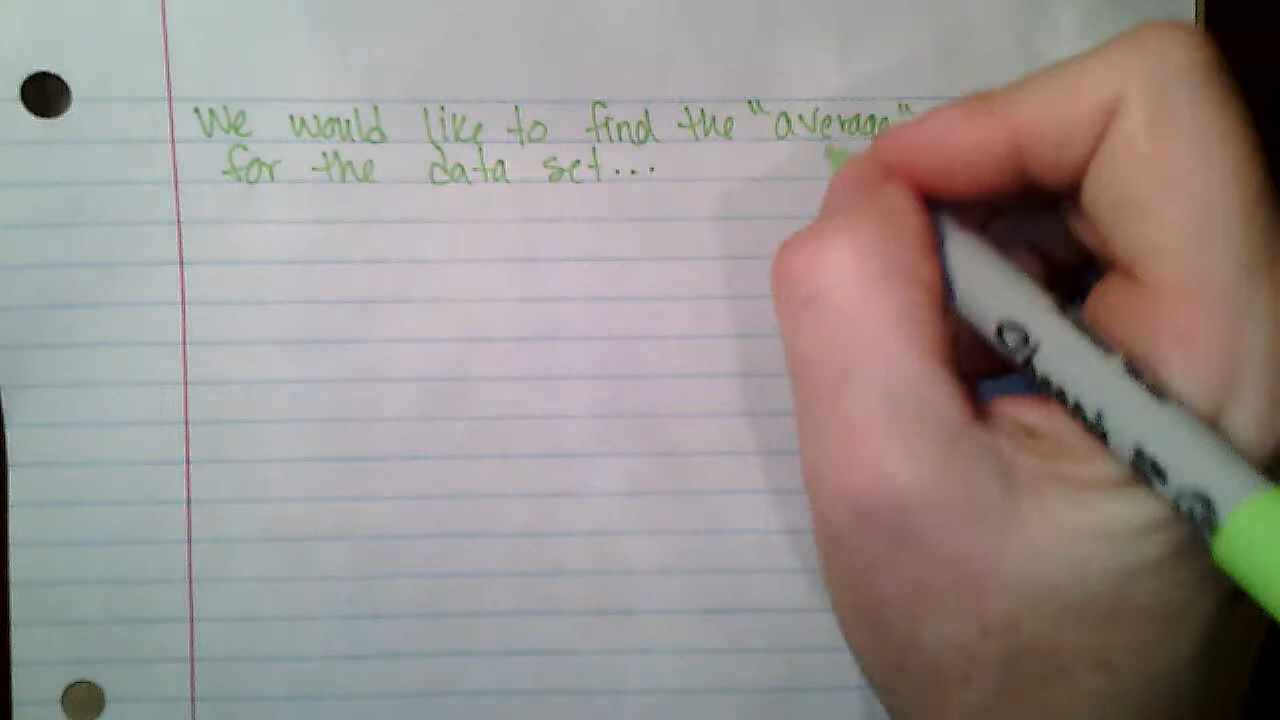 We would like to find the "average"
for the data set...